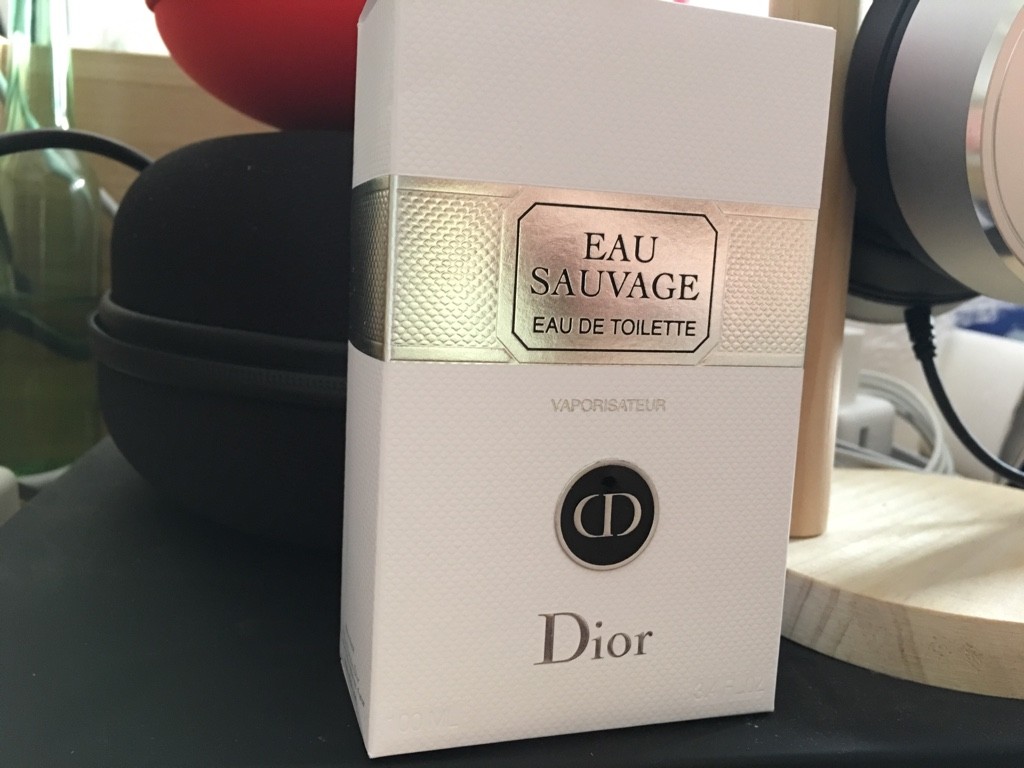 EAU
SAUVAGE
EAU DE TOILETTE
VAPORISATEUR
CD
Dior